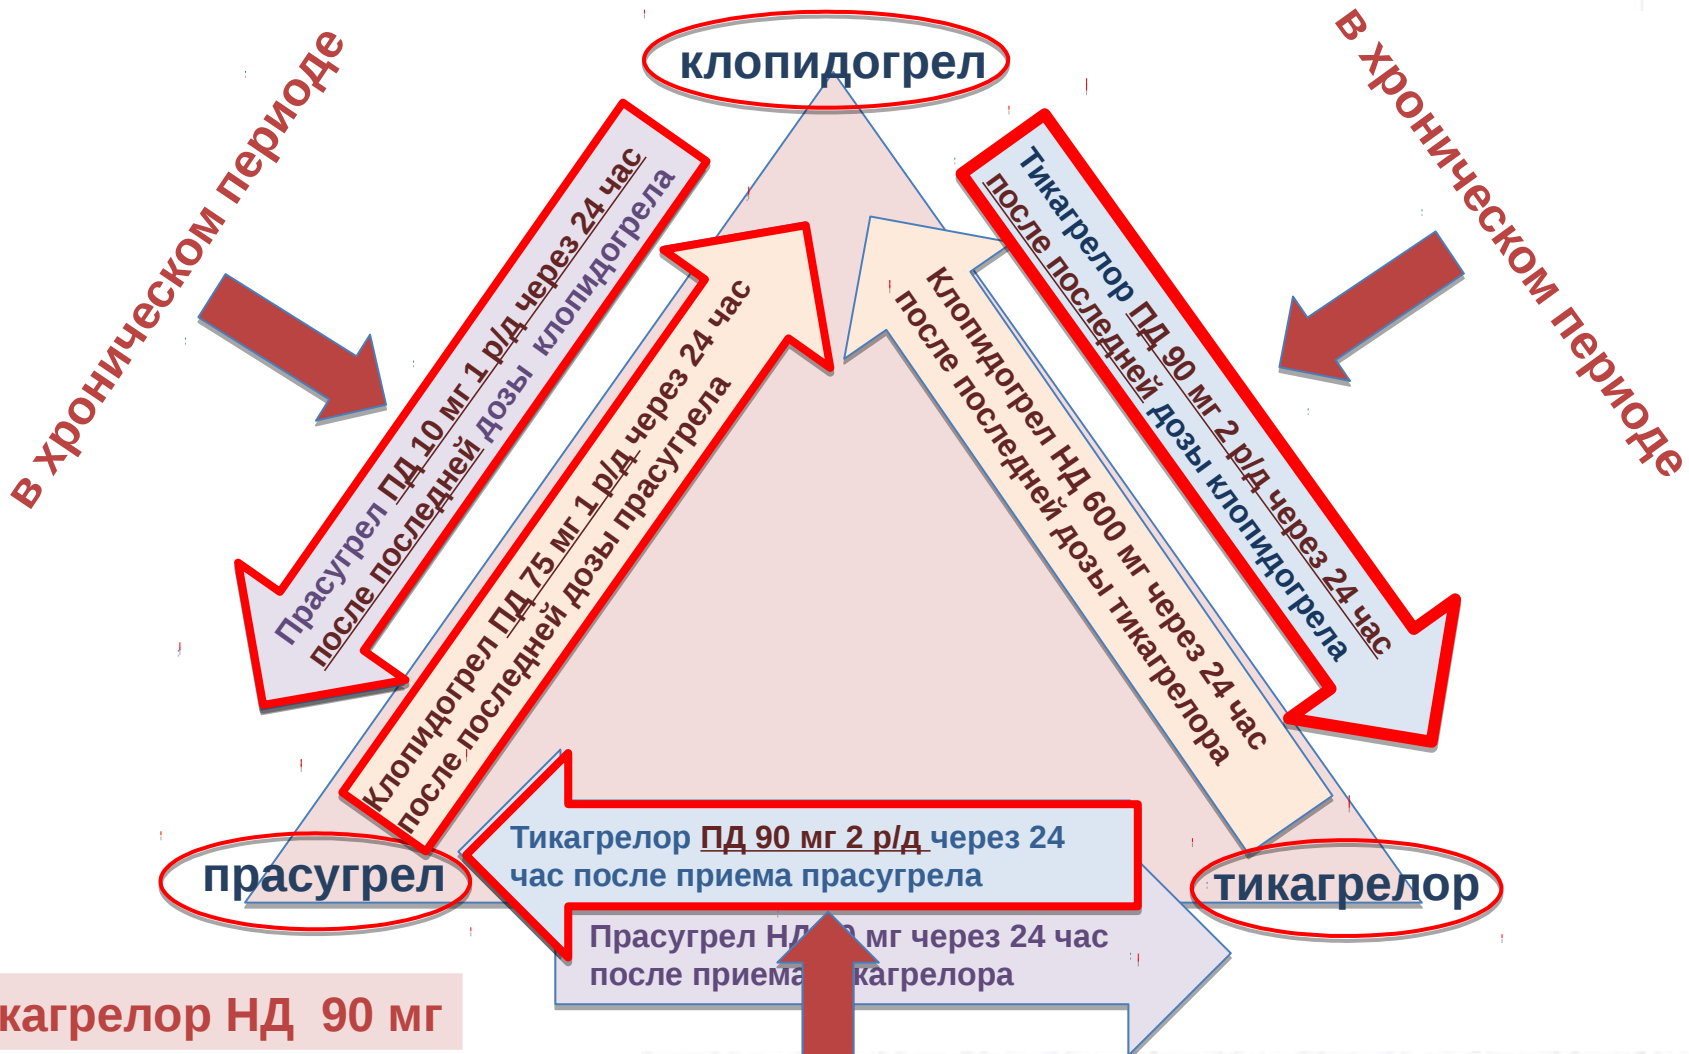 клопидогрел
в хроническом периоде
в хроническом периоде
Прасугрел ПД 10 мг 1 р/д через 24 час
после последней дозы клопидогрела
Клопидогрел ПД 75 мг 1 р/д через 24 час
после последней дозы прасугрела
Клопидогрел НД 600 мг через 24 час
после последней дозы тикагрелора
Тикагрелор ПД 90 мг 2 р/д через 24 час
после последней дозы клопидогрела
Тикагрелор ПД 90 мг 2 р/д через 24
час после приема прасугрела
прасугрел
тикагрелор
Прасугрел мг через 24 час
после приема
НД 90 мг